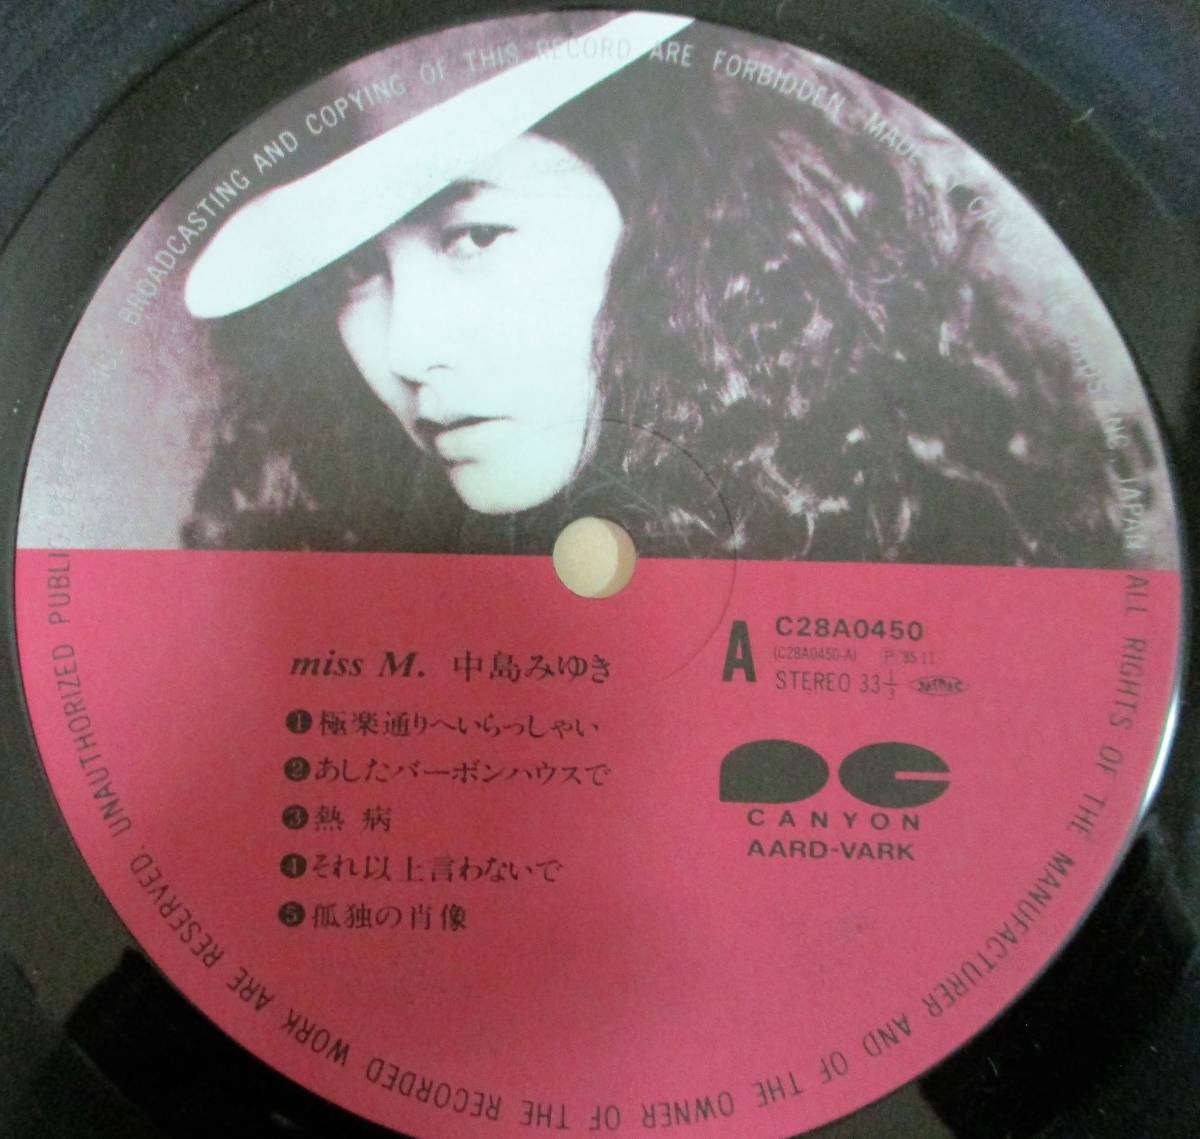 miss M. 中島みゆき
❶極楽通りへいらっしゃい
❷あしたバーボンハウスで
❸熱 病
❹それ以上言わないで
❺孤独の肖像
A
C28A0450
(C28A0450-A) P '85.11
STEREO 33 1/3
CANYON
AARD-VARK
ALL RIGHTS OF THE MANUFACTURER AND OF THE OWNER OF THE RECORDED WORK ARE RESERVED. UNAUTHORIZED PUBLIC PERFORMANCE. BROADCASTING AND COPYING OF THIS RECORD ARE FORBIDDEN. MADE INC. JAPAN